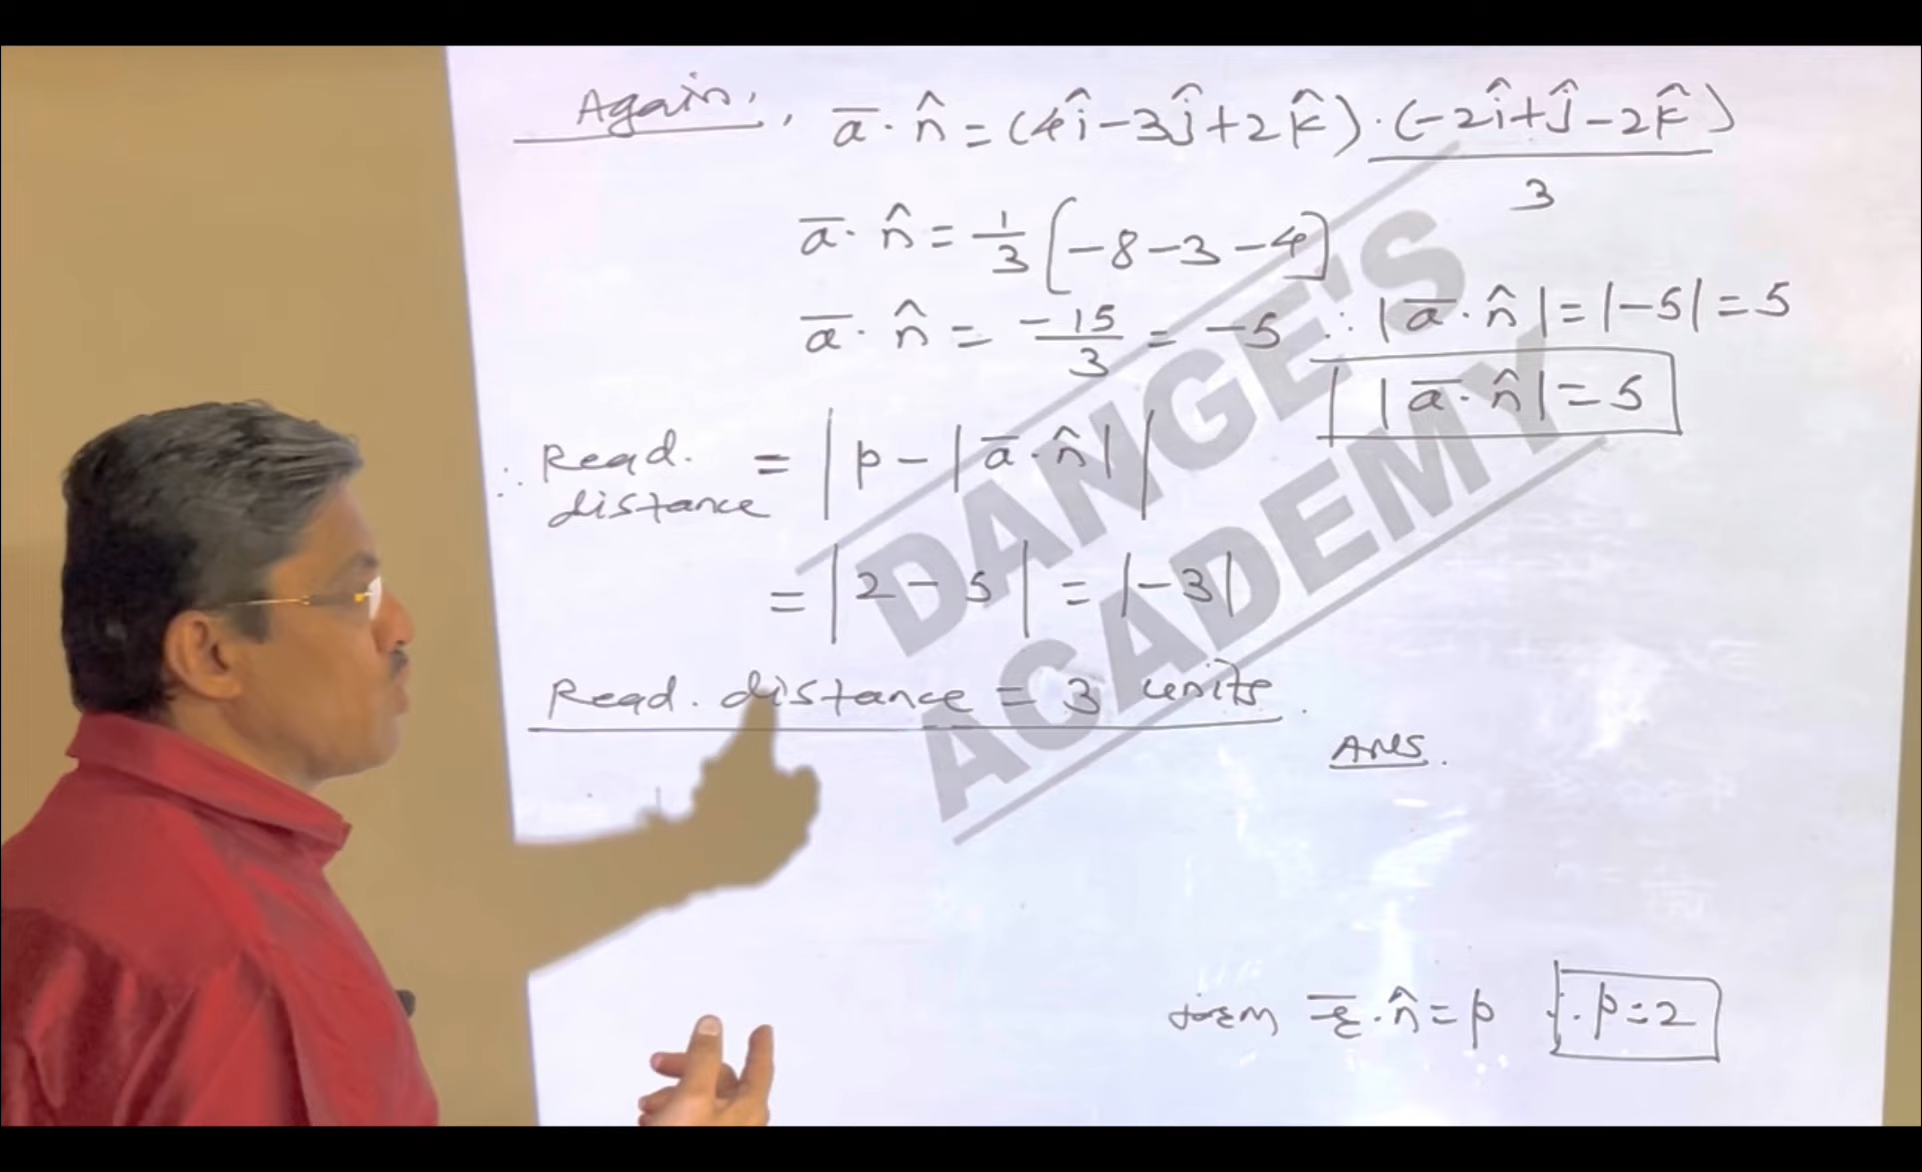 Again, a̅ · n̂ = (4î − 3ĵ + 2k̂) · (−2î + ĵ − 2k̂)
3
a̅ · n̂ = 1/3 [−8 − 3 − 4]
a̅ · n̂ = −15/3 = −5 ∴ |a̅ · n̂| = |−5| = 5
|a̅ · n̂| = 5
∴ Reqd. distance = |p − |a̅ · n̂||
= |2 − 5| = |−3|
Reqd. distance = 3 units.
Ans.
form r̅ · n̂ = p ∴ p = 2
DANGE'S
ACADEMY